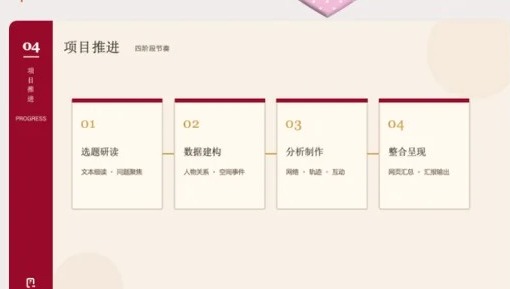 04
项目推进
PROGRESS
项目推进
四阶段节奏
01
选题研读
文本细读 · 问题聚焦
02
数据建构
人物关系 · 空间事件
03
分析制作
网络 · 轨迹 · 互动
04
整合呈现
网页汇总 · 汇报输出